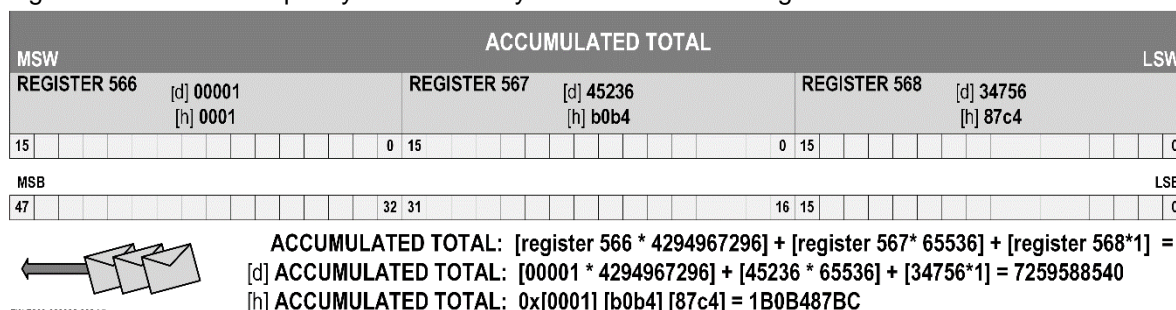 ACCUMULATED TOTAL
MSW LSW
REGISTER 566 [d] 00001 REGISTER 567 [d] 45236 REGISTER 568 [d] 34756
[h] 0001 [h] b0b4 [h] 87c4
15 0 15 0 15 0
MSB LSB
47 32 31 16 15 0
ACCUMULATED TOTAL: [register 566 * 4294967296] + [register 567* 65536] + [register 568*1] =
[d] ACCUMULATED TOTAL: [00001 * 4294967296] + [45236 * 65536] + [34756*1] = 7259588540
[h] ACCUMULATED TOTAL: 0x[0001] [b0b4] [87c4] = 1B0B487BC